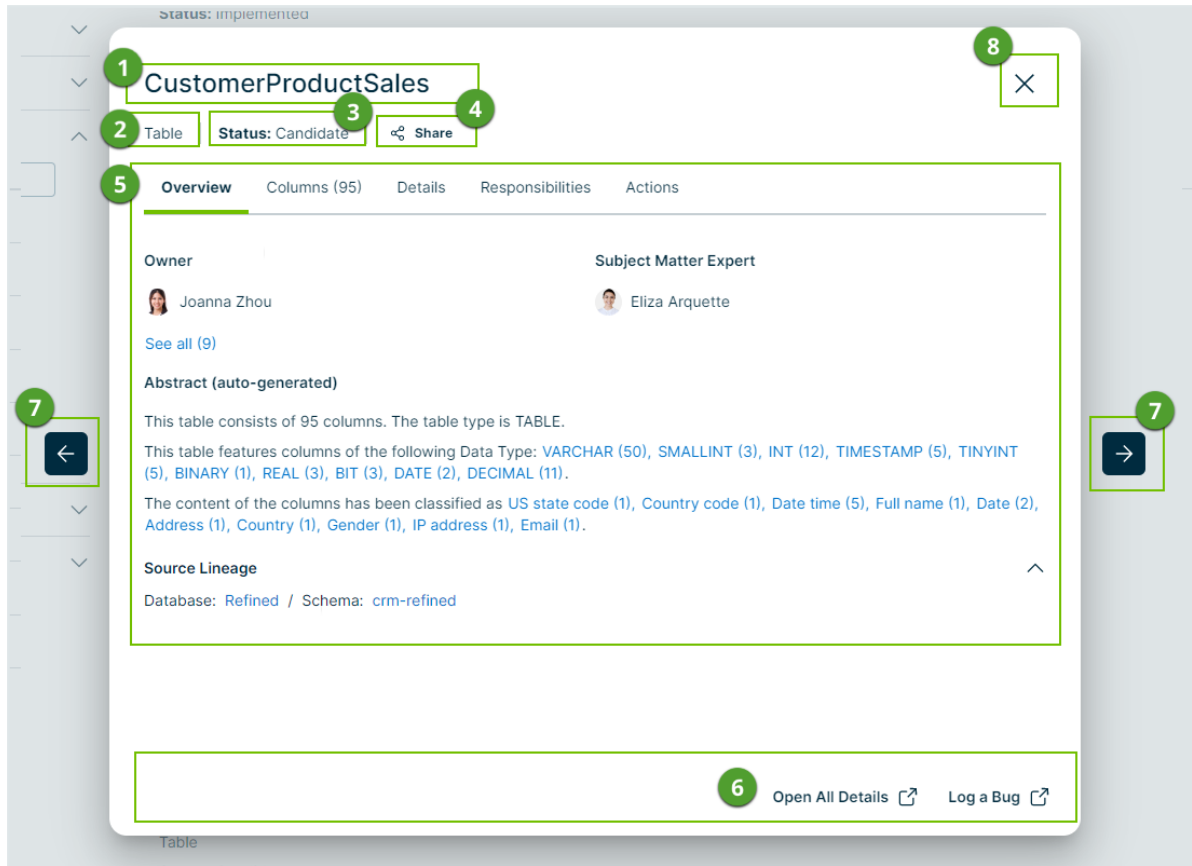 Status: Implemented
8
1
CustomerProductSales
2 Table Status: Candidate 3 Share 4
5 Overview Columns (95) Details Responsibilities Actions
Owner Subject Matter Expert
Joanna Zhou Eliza Arquette
See all (9)
Abstract (auto-generated)
7 7
This table consists of 95 columns. The table type is TABLE.
This table features columns of the following Data Type: VARCHAR (50), SMALLINT (3), INT (12), TIMESTAMP (5), TINYINT
(5), BINARY (1), REAL (3), BIT (3), DATE (2), DECIMAL (11).
The content of the columns has been classified as US state code (1), Country code (1), Date time (5), Full name (1), Date (2),
Address (1), Country (1), Gender (1), IP address (1), Email (1).
Source Lineage
Database: Refined / Schema: crm-refined
6 Open All Details Log a Bug
Table